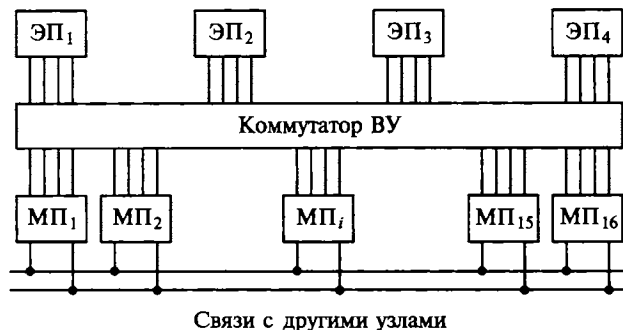 ЭП₁ ЭП₂ ЭП₃ ЭП₄
Коммутатор ВУ
МП₁ МП₂ МПᵢ МП₁₅ МП₁₆
Связи с другими узлами